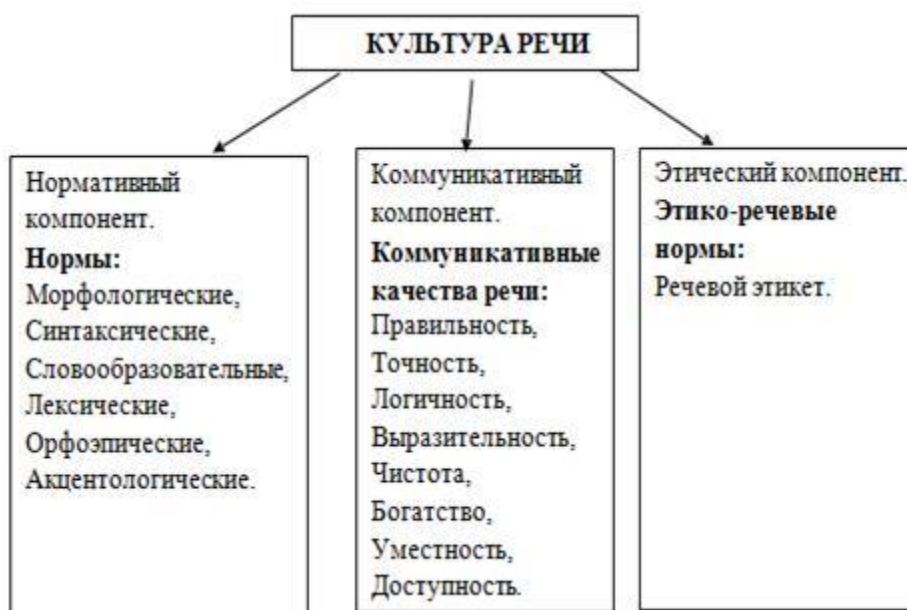 КУЛЬТУРА РЕЧИ
Нормативный
компонент.
Нормы:
Морфологические,
Синтаксические,
Словообразовательные,
Лексические,
Орфоэпические,
Акцентологические.
Коммуникативный
компонент.
Коммуникативные
качества речи:
Правильность,
Точность,
Логичность,
Выразительность,
Чистота,
Богатство,
Уместность,
Доступность.
Этический компонент.
Этико-речевые
нормы:
Речевой этикет.